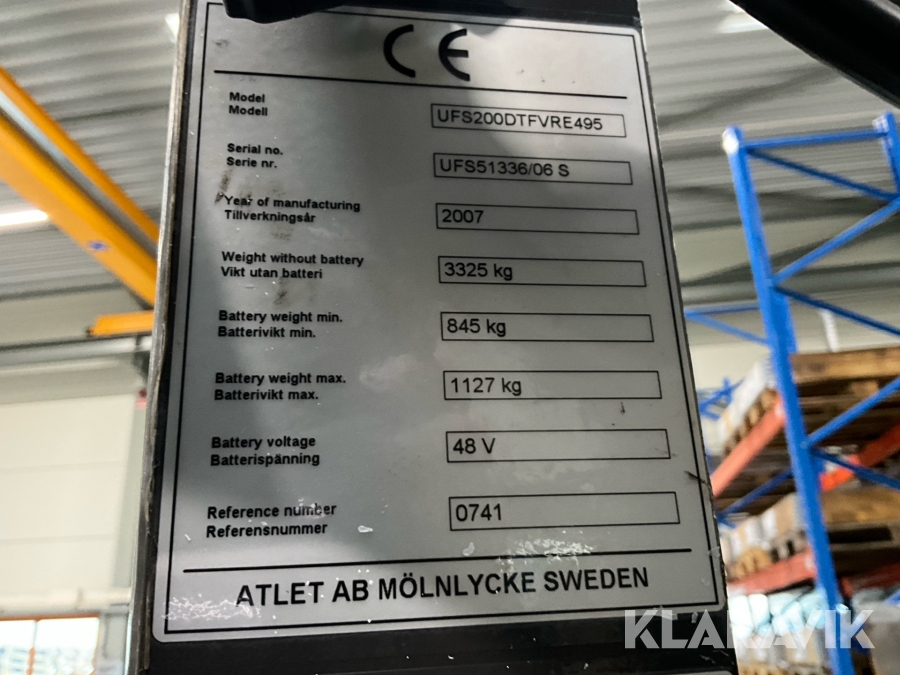 CE
Model
Modell
UFS200DTFVRE495
Serial no.
Serie nr.
UFS51336/06 S
Year of manufacturing
Tillverkningsår
2007
Weight without battery
Vikt utan batteri
3325 kg
Battery weight min.
Batterivikt min.
845 kg
Battery weight max.
Batterivikt max.
1127 kg
Battery voltage
Batterispänning
48 V
Reference number
Referensnummer
0741
ATLET AB MÖLNLYCKE SWEDEN
KLARAVIK